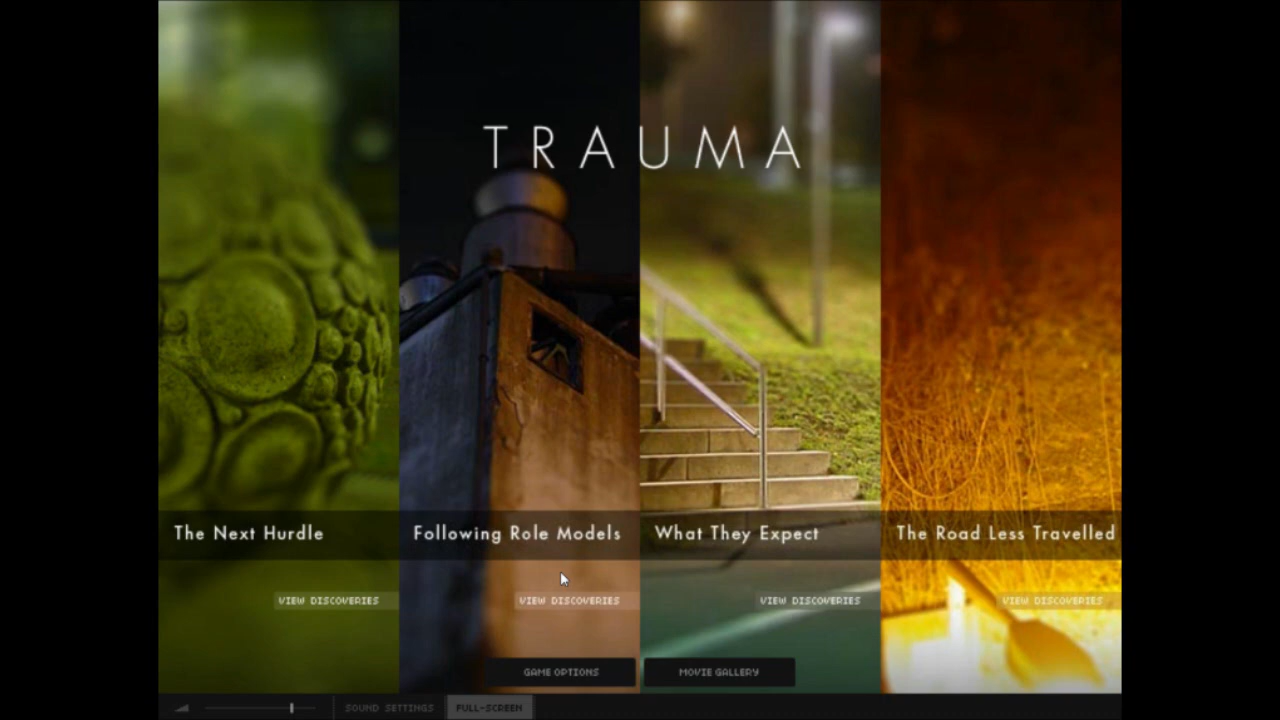 TRAUMA
The Next Hurdle
Following Role Models
What They Expect
The Road Less Travelled
VIEW DISCOVERIES
VIEW DISCOVERIES
VIEW DISCOVERIES
VIEW DISCOVERIES
GAME OPTIONS
MOVIE GALLERY
SOUND SETTINGS
FULL-SCREEN